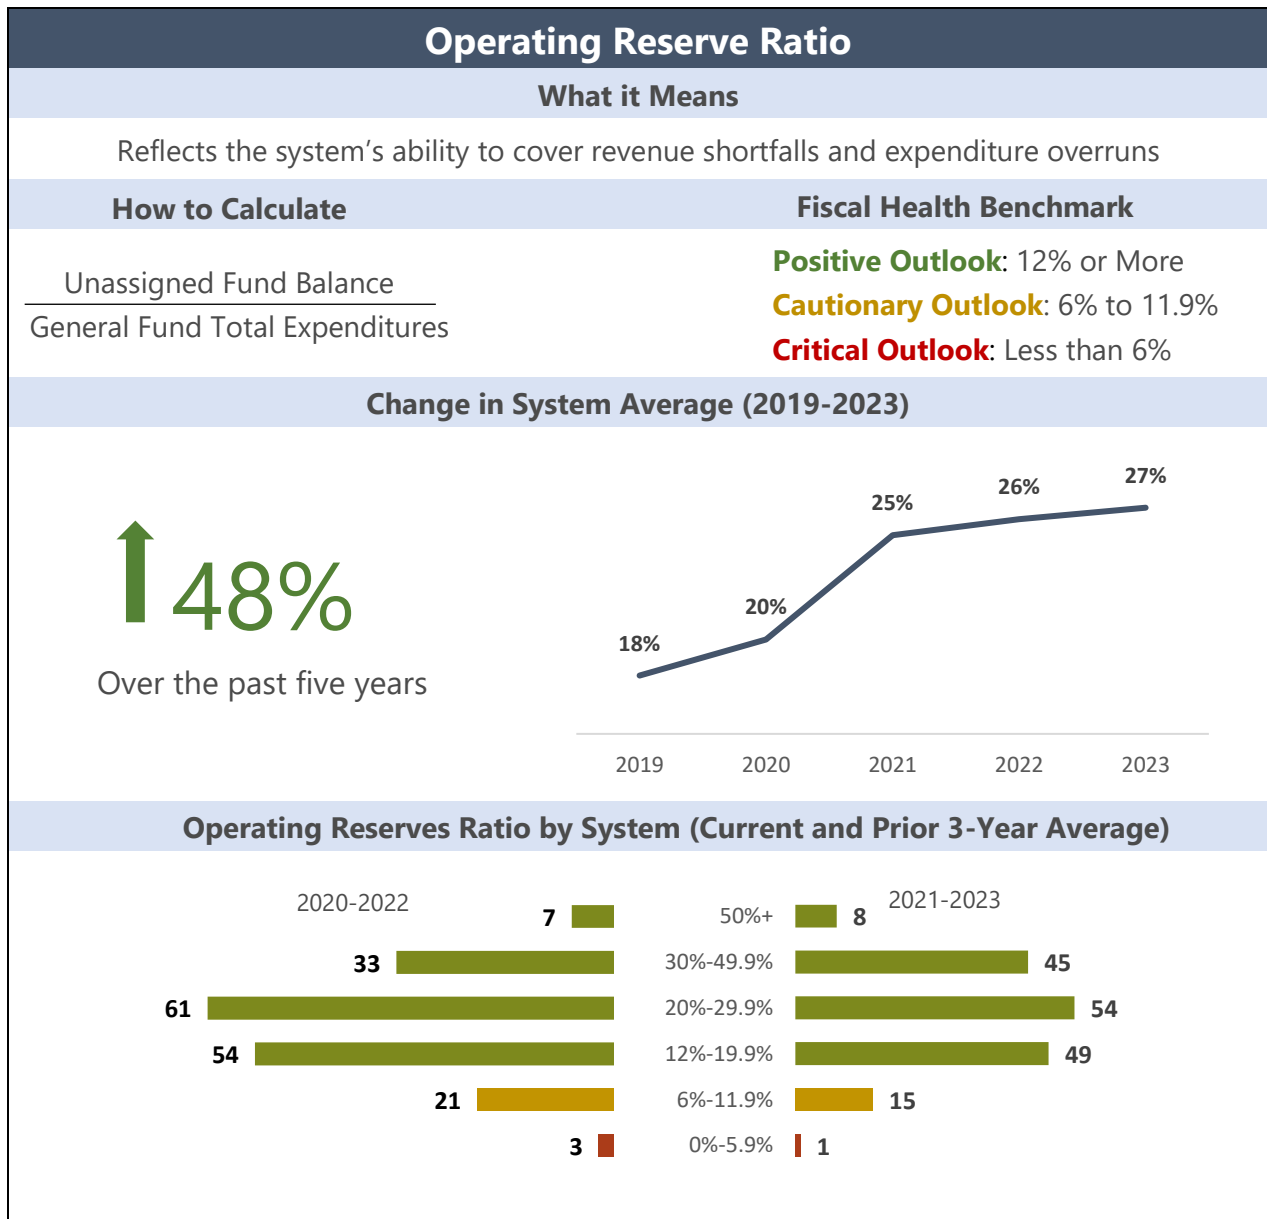 Operating Reserve Ratio
What it Means
Reflects the system’s ability to cover revenue shortfalls and expenditure overruns
How to Calculate
Unassigned Fund Balance
General Fund Total Expenditures
Fiscal Health Benchmark
Positive Outlook: 12% or More
Cautionary Outlook: 6% to 11.9%
Critical Outlook: Less than 6%
Change in System Average (2019-2023)
48%
Over the past five years
18%
20%
25%
26%
27%
2019 2020 2021 2022 2023
Operating Reserves Ratio by System (Current and Prior 3-Year Average)
2020-2022 2021-2023
7 50%+ 8
33 30%-49.9% 45
61 20%-29.9% 54
54 12%-19.9% 49
21 6%-11.9% 15
3 0%-5.9% 1